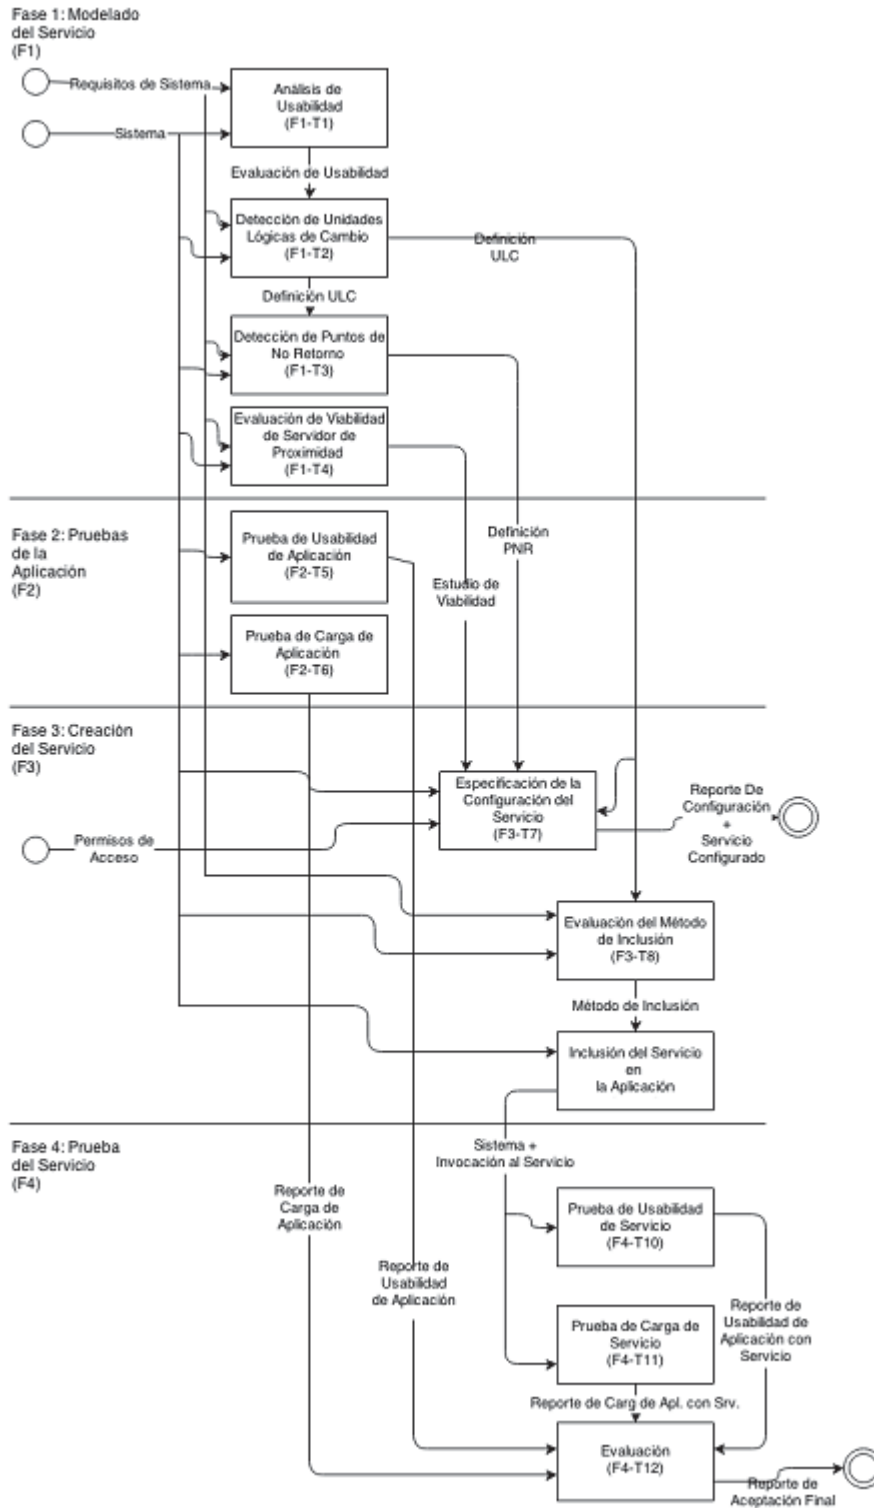 Fase 1: Modelado
del Servicio
(F1)
Requisitos de Sistema
Análisis de
Usabilidad
(F1-T1)
Sistema
Evaluación de Usabilidad
Detección de Unidades
Lógicas de Cambio
(F1-T2)
Definición
ULC
Definición ULC
Detección de Puntos de
No Retorno
(F1-T3)
Evaluación de Viabilidad
de Servidor de
Proximidad
(F1-T4)
Fase 2: Pruebas
de la
Aplicación
(F2)
Prueba de Usabilidad
de Aplicación
(F2-T5)
Definición
PNR
Estudio de
Viabilidad
Prueba de Carga de
Aplicación
(F2-T6)
Fase 3: Creación
del Servicio
(F3)
Especificación de la
Configuración del
Servicio
(F3-T7)
Reporte De
Configuración
+
Servicio
Configurado
Permisos de
Acceso
Evaluación del Método
de Inclusión
(F3-T8)
Método de Inclusión
Inclusión del Servicio
en
la Aplicación
Fase 4: Prueba
del Servicio
(F4)
Sistema +
Invocación al Servicio
Reporte de
Carga de
Aplicación
Prueba de Usabilidad
de Servicio
(F4-T10)
Reporte de
Usabilidad
de Aplicación
Prueba de Carga de
Servicio
(F4-T11)
Reporte de
Usabilidad de
Aplicación con
Servicio
Reporte de Carg de Apl. con Srv.
Evaluación
(F4-T12)
Reporte de
Aceptación Final